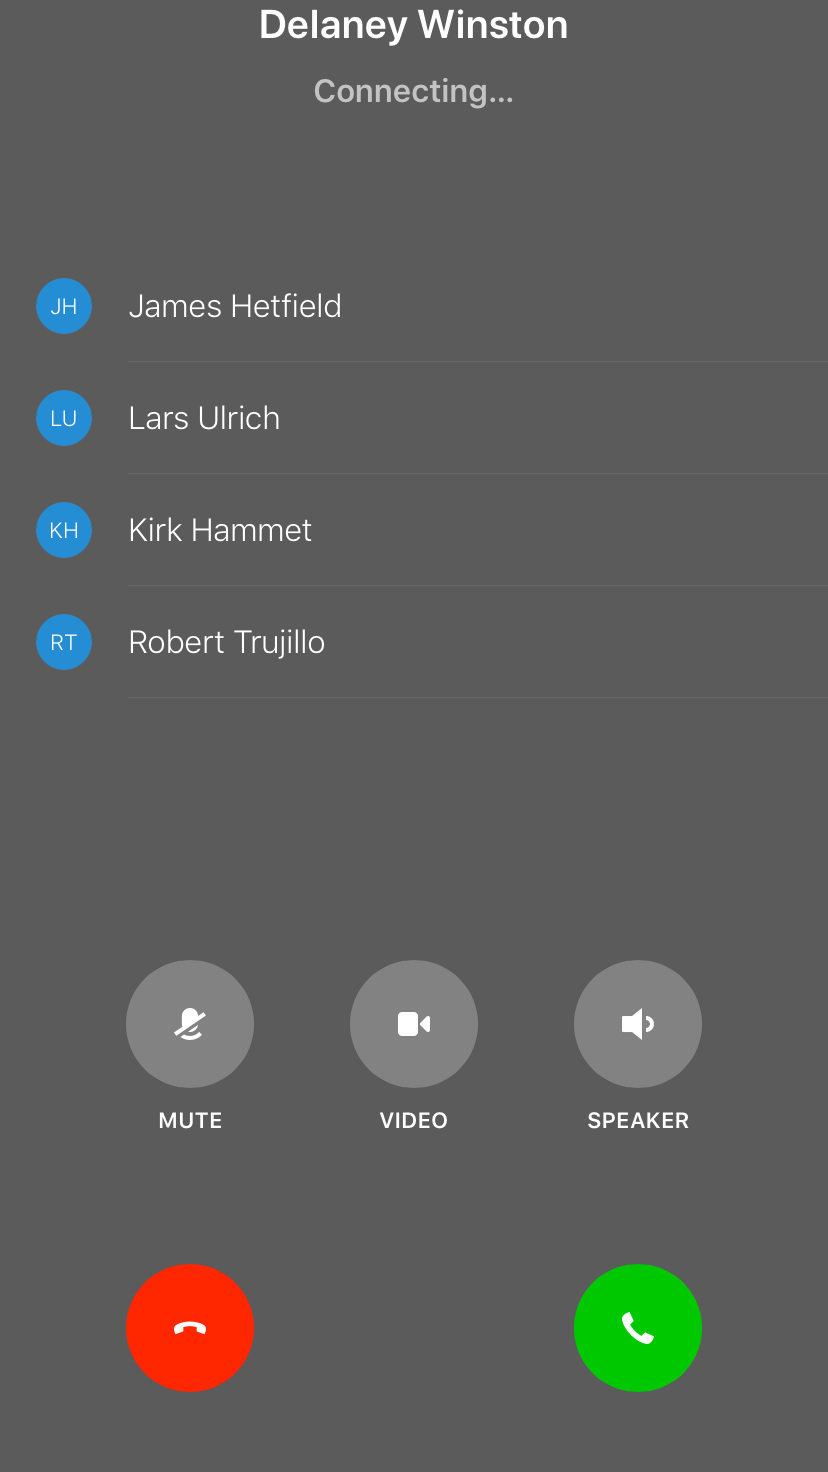 Delaney Winston
Connecting...
JH James Hetfield
LU Lars Ulrich
KH Kirk Hammet
RT Robert Trujillo
MUTE VIDEO SPEAKER